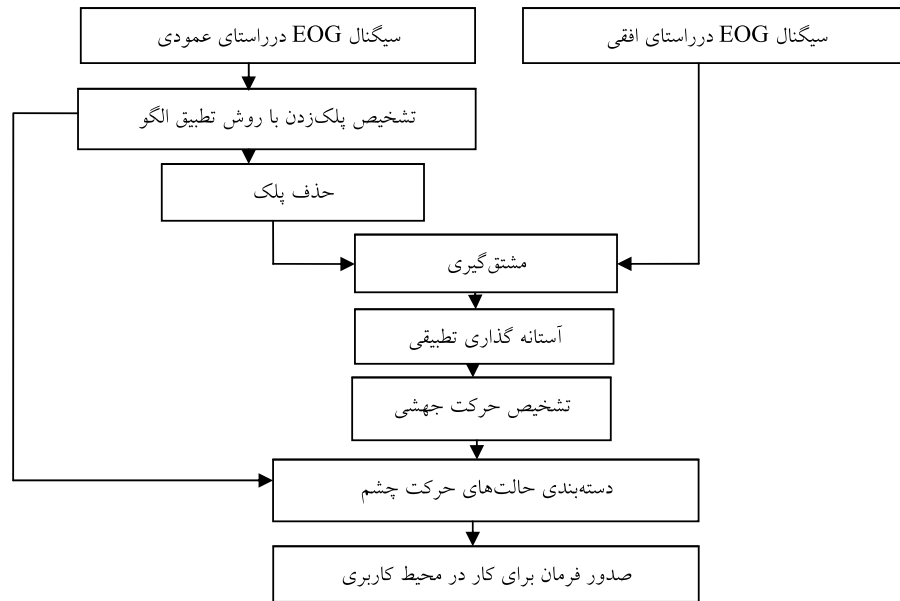 سیگنال EOG درراستای عمودی
سیگنال EOG درراستای افقی
تشخیص پلک‌زدن با روش تطبیق الگو
حذف پلک
مشتق‌گیری
آستانه گذاری تطبیقی
تشخیص حرکت جهشی
دسته‌بندی حالت‌های حرکت چشم
صدور فرمان برای کار در محیط کاربری